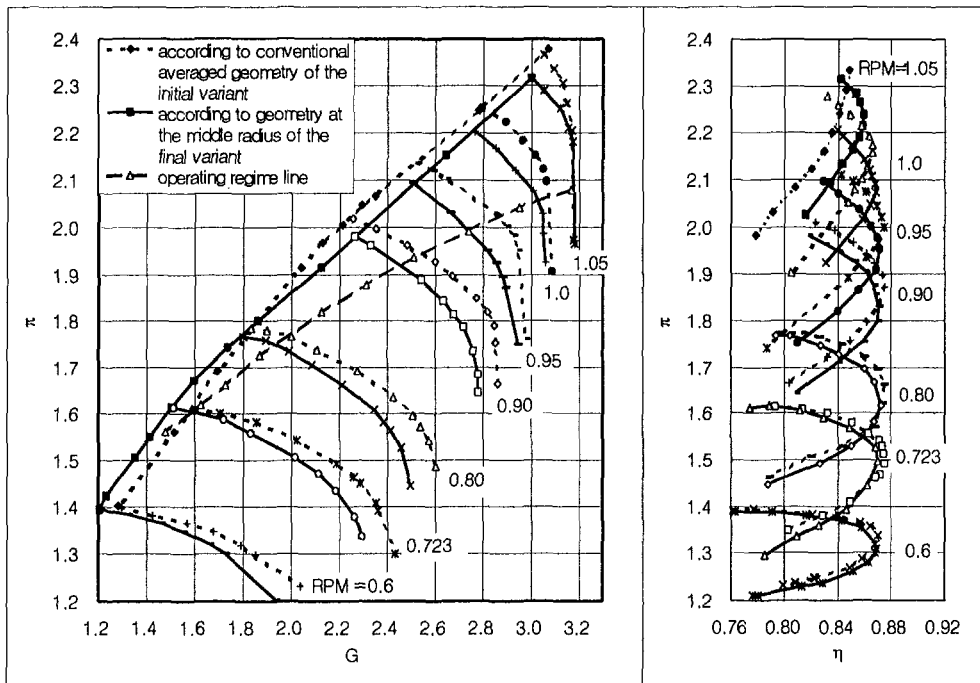 2.4
2.3
2.2
2.1
2.0
1.9
1.8
1.7
1.6
1.5
1.4
1.3
1.2
π
according to conventional
averaged geometry of the
initial variant
according to geometry at
the middle radius of the
final variant
operating regime line
1.05
1.0
0.95
0.90
0.80
0.723
RPM=0.6
1.2 1.4 1.6 1.8 2.0 2.2 2.4 2.6 2.8 3.0 3.2
G
2.4
2.3
2.2
2.1
2.0
1.9
1.8
1.7
1.6
1.5
1.4
1.3
1.2
π
RPM=1.05
1.0
0.95
0.90
0.80
0.723
0.6
0.76 0.80 0.84 0.88 0.92
η